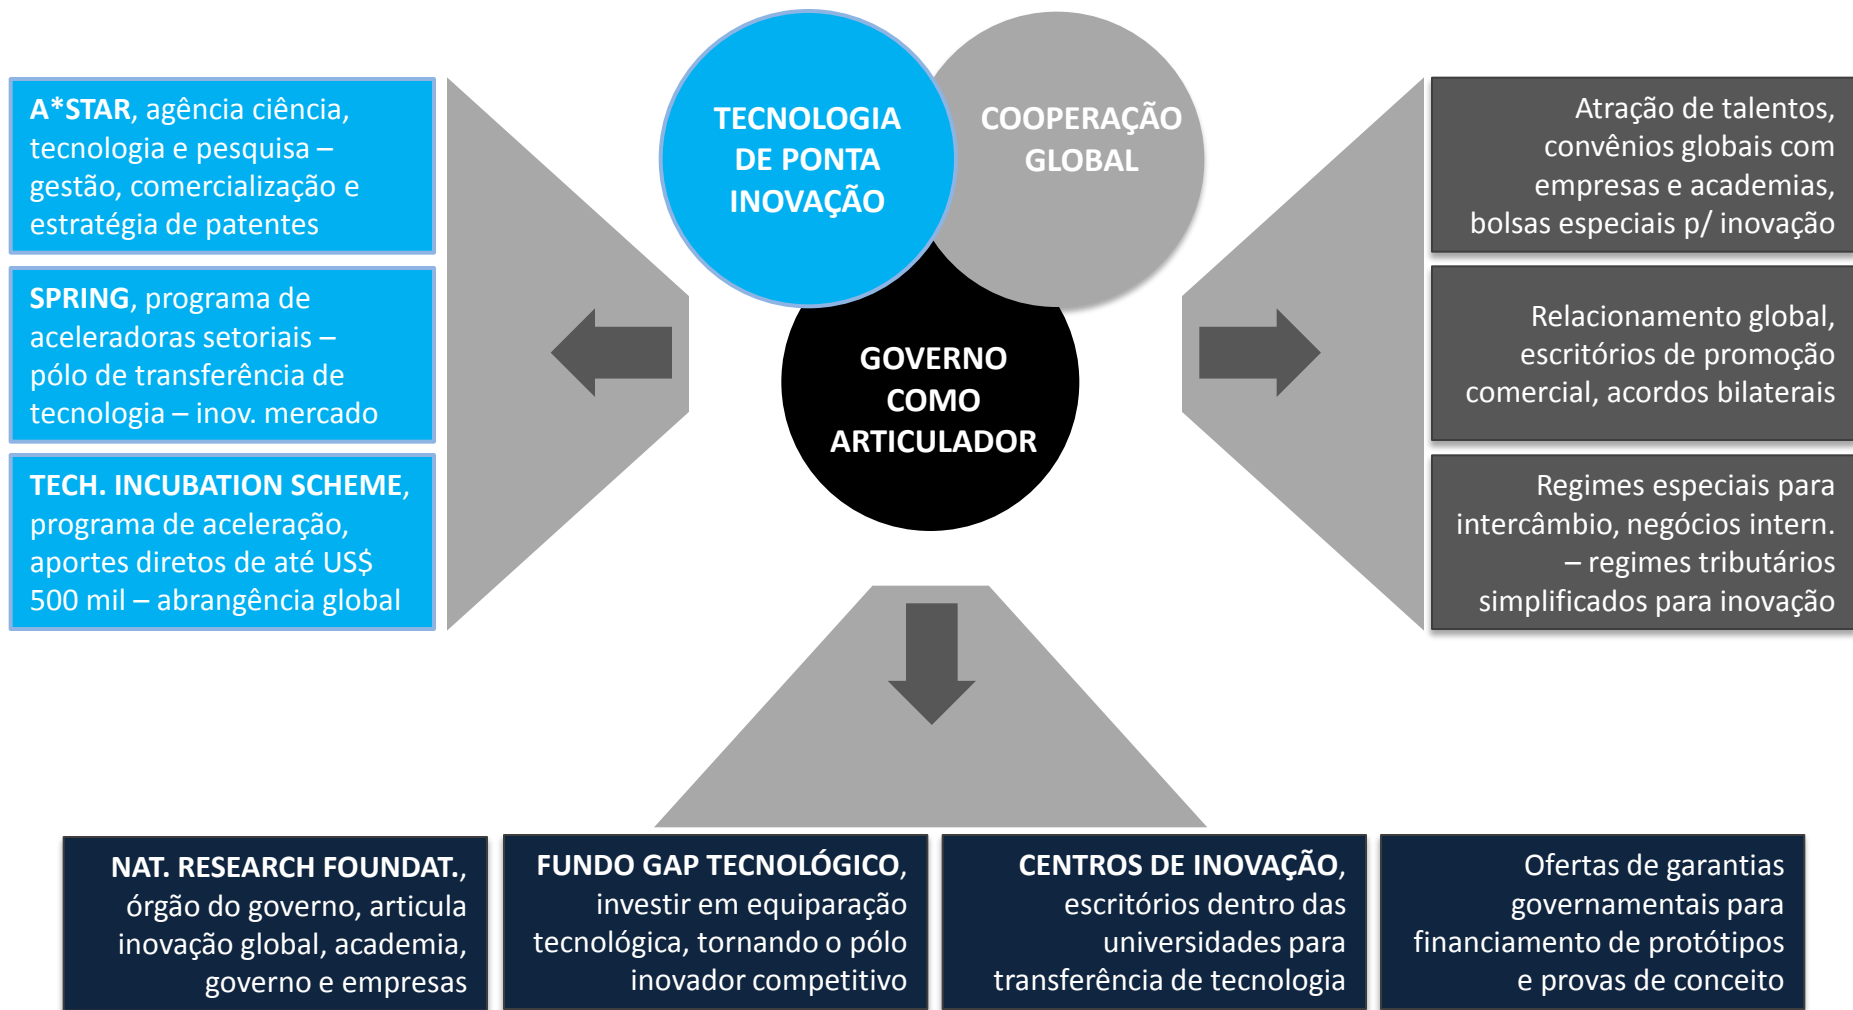 TECNOLOGIA
DE PONTA
INOVAÇÃO
COOPERAÇÃO
GLOBAL
GOVERNO
COMO
ARTICULADOR
A*STAR, agência ciência,
tecnologia e pesquisa –
gestão, comercialização e
estratégia de patentes
SPRING, programa de
aceleradoras setoriais –
pólo de transferência de
tecnologia – inov. mercado
TECH. INCUBATION SCHEME,
programa de aceleração,
aportes diretos de até US$
500 mil – abrangência global
Atração de talentos,
convênios globais com
empresas e academias,
bolsas especiais p/ inovação
Relacionamento global,
escritórios de promoção
comercial, acordos bilaterais
Regimes especiais para
intercâmbio, negócios intern.
– regimes tributários
simplificados para inovação
NAT. RESEARCH FOUNDAT.,
órgão do governo, articula
inovação global, academia,
governo e empresas
FUNDO GAP TECNOLÓGICO,
investir em equiparação
tecnológica, tornando o pólo
inovador competitivo
CENTROS DE INOVAÇÃO,
escritórios dentro das
universidades para
transferência de tecnologia
Ofertas de garantias
governamentais para
financiamento de protótipos
e provas de conceito